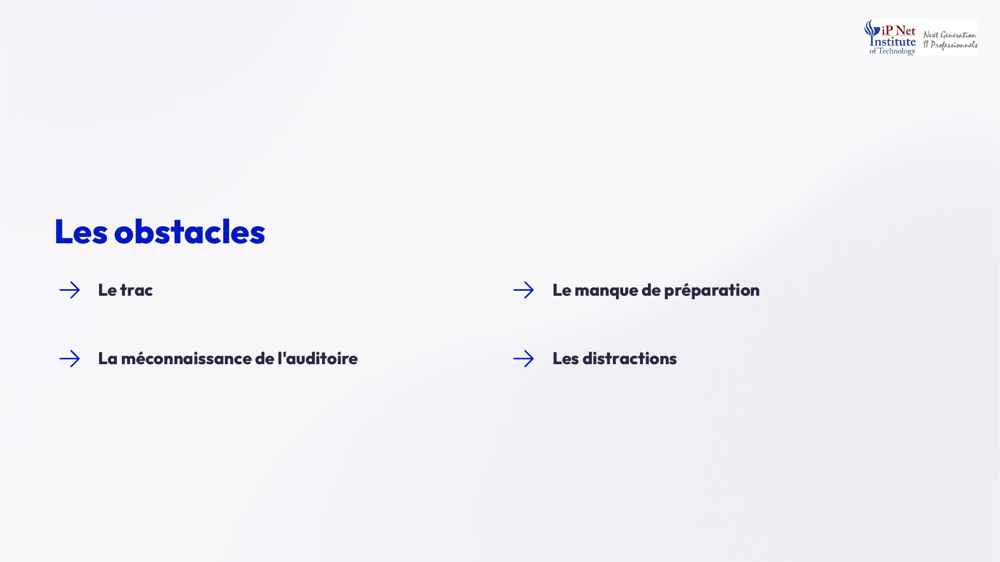 iP Net
Institute
of Technology
Next Generation
IT Professionnels
Les obstacles
Le trac
Le manque de préparation
La méconnaissance de l'auditoire
Les distractions